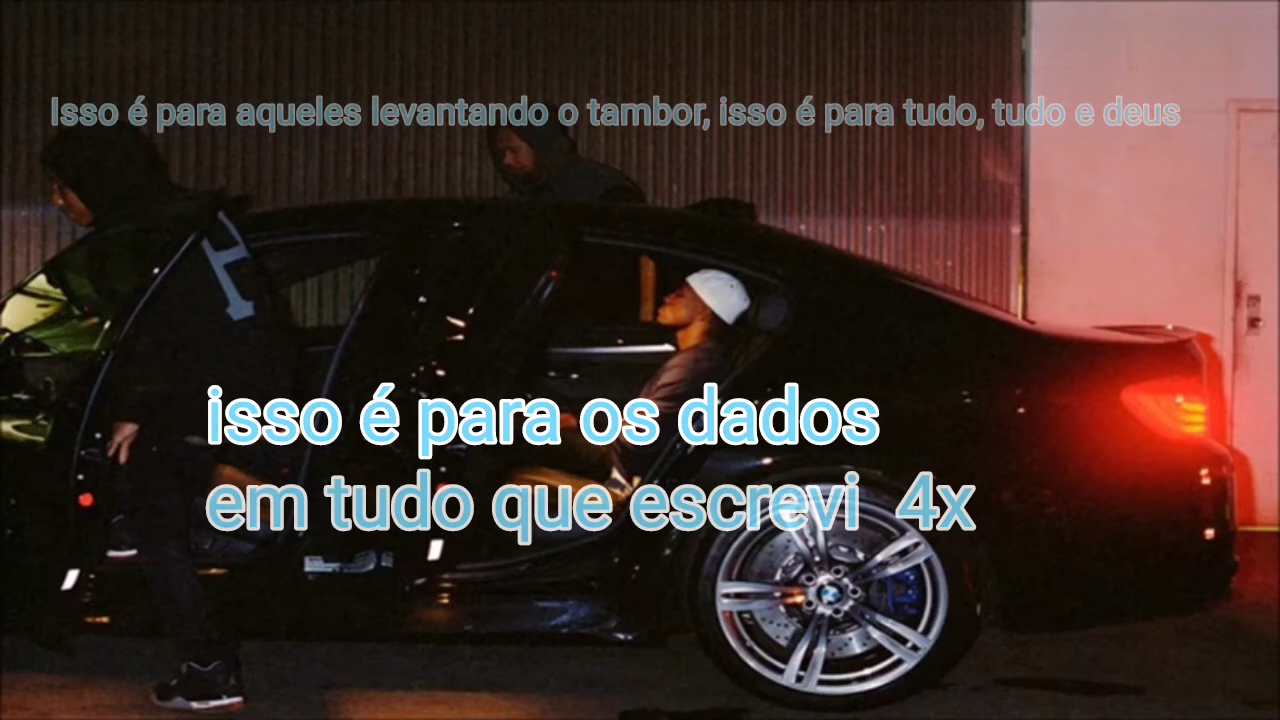 Isso é para aqueles levantando o tambor, isso é para tudo, tudo e deus
isso é para os dados
em tudo que escrevi 4x